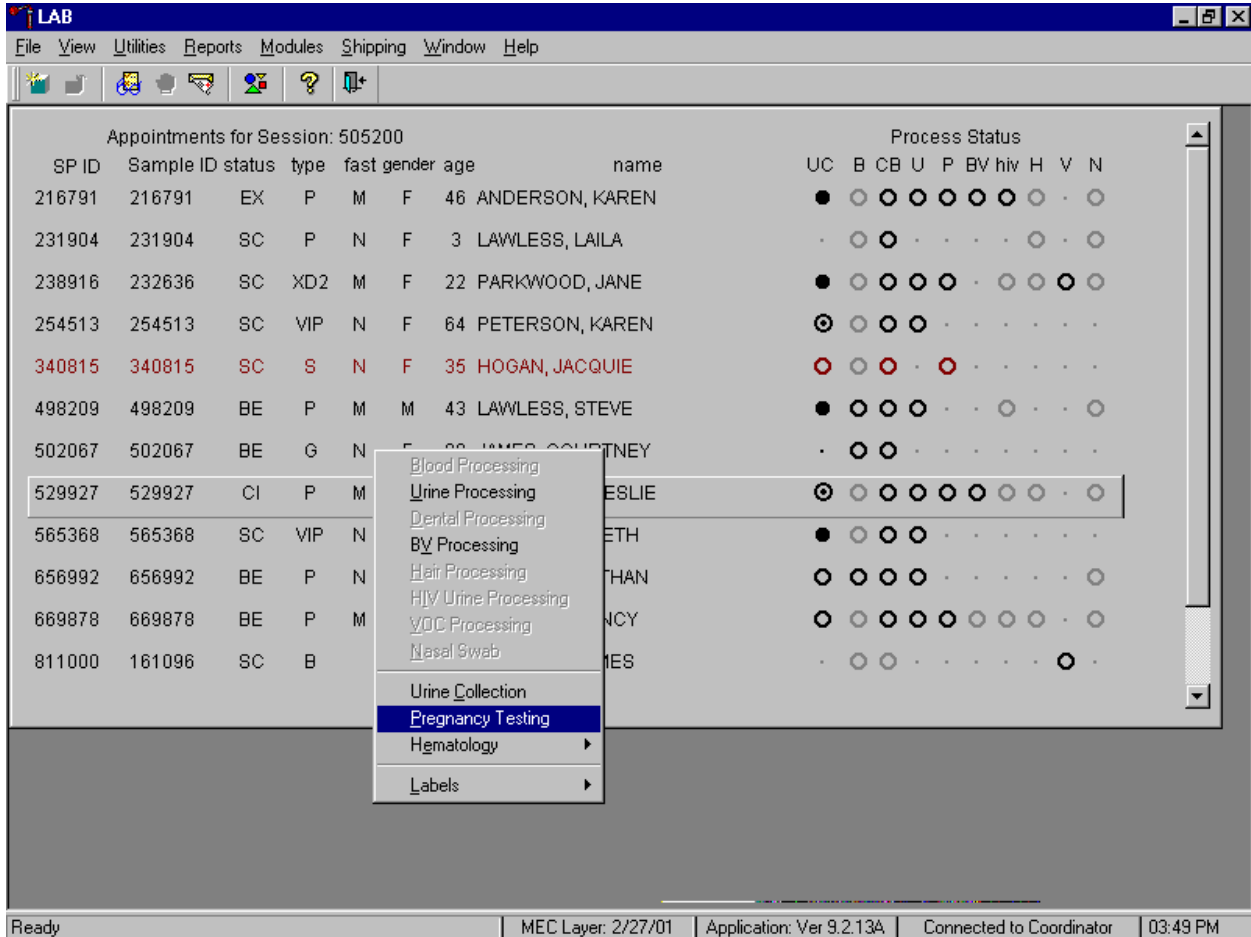 LAB
File View Utilities Reports Modules Shipping Window Help
Appointments for Session: 505200 Process Status
SP ID Sample ID status type fast gender age name UC B CB U P BV hiv H V N
216791 216791 EX P M F 46 ANDERSON, KAREN
231904 231904 SC P N F 3 LAWLESS, LAILA
238916 232636 SC XD2 M F 22 PARKWOOD, JANE
254513 254513 SC VIP N F 64 PETERSON, KAREN
340815 340815 SC S N F 35 HOGAN, JACQUIE
498209 498209 BE P M M 43 LAWLESS, STEVE
502067 502067 BE G N
529927 529927 CI P M ESLIE
565368 565368 SC VIP N ETH
656992 656992 BE P N THAN
669878 669878 BE P M NCY
811000 161096 SC B MES
Blood Processing
Urine Processing
Dental Processing
BV Processing
Hair Processing
HIV Urine Processing
VOC Processing
Nasal Swab
Urine Collection
Pregnancy Testing
Hematology
Labels
Ready MEC Layer: 2/27/01 Application: Ver 9.2.13A Connected to Coordinator 03:49 PM